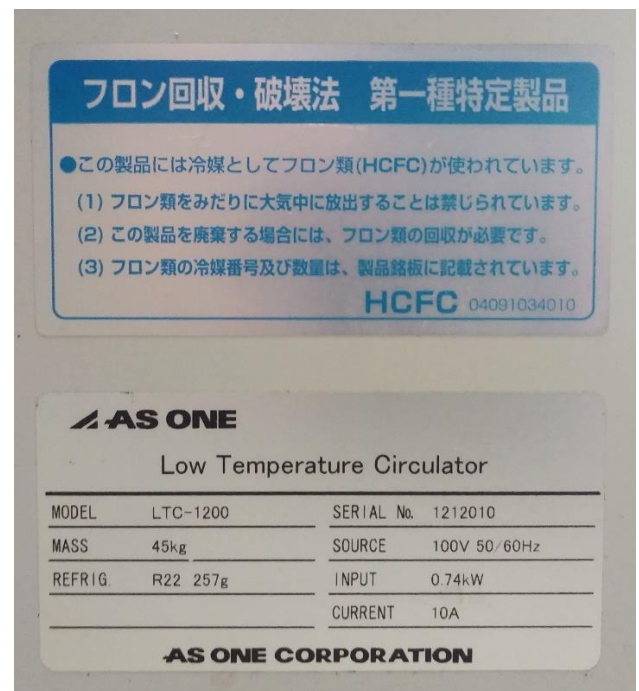 フロン回収・破壊法 第一種特定製品
●この製品には冷媒としてフロン類(HCFC)が使われています。
(1) フロン類をみだりに大気中に放出することは禁じられています。
(2) この製品を廃棄する場合には、フロン類の回収が必要です。
(3) フロン類の冷媒番号及び数量は、製品銘板に記載されています。
HCFC 04091034010
AS ONE
Low Temperature Circulator
MODEL LTC-1200 SERIAL No. 1212010
MASS 45kg SOURCE 100V 50/60Hz
REFRIG. R22 257g INPUT 0.74kW
CURRENT 10A
AS ONE CORPORATION